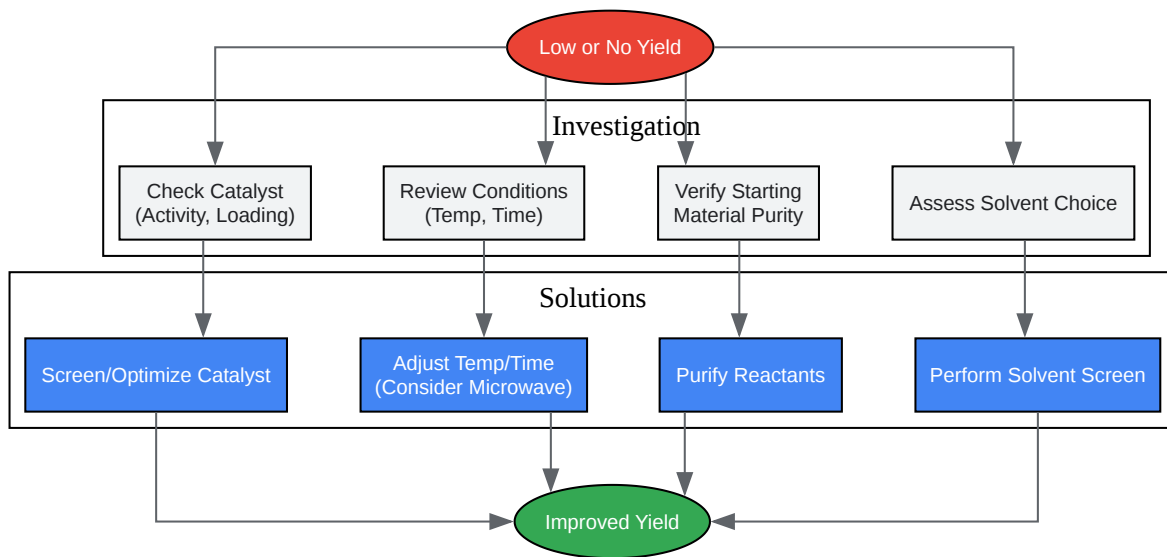 Low or No Yield
Investigation
Check Catalyst
(Activity, Loading)
Review Conditions
(Temp, Time)
Verify Starting
Material Purity
Assess Solvent Choice
Solutions
Screen/Optimize Catalyst
Adjust Temp/Time
(Consider Microwave)
Purify Reactants
Perform Solvent Screen
Improved Yield